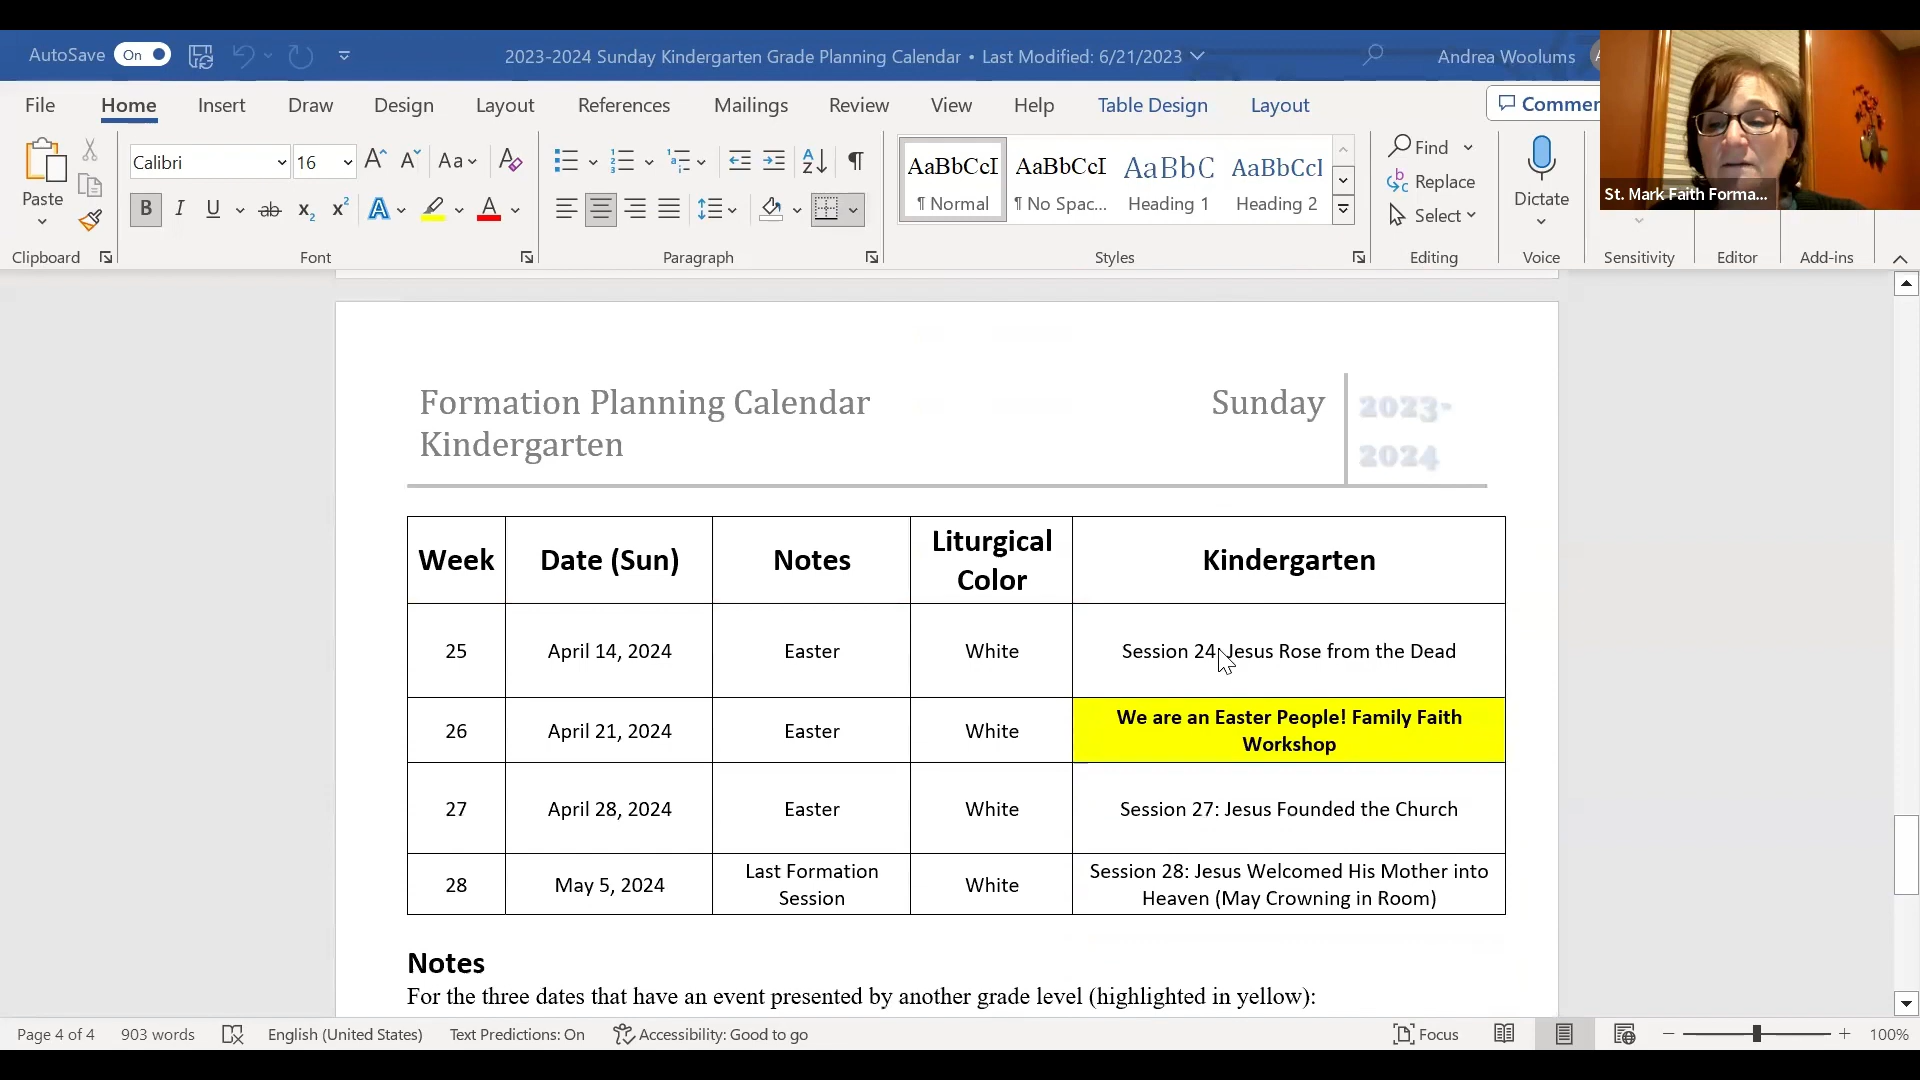 AutoSave On
2023-2024 Sunday Kindergarten Grade Planning Calendar • Last Modified: 6/21/2023
Andrea Woolums
File Home Insert Draw Design Layout References Mailings Review View Help Table Design Layout
Calibri 16
AaBbCcI AaBbCcI AaBbC AaBbCcI
¶ Normal ¶ No Spac... Heading 1 Heading 2
Paste
Find
Replace
Select
Dictate
St. Mark Faith Forma...
Clipboard Font Paragraph Styles Editing Voice Sensitivity Editor Add-ins
Formation Planning Calendar Sunday 2023-
Kindergarten 2024
Week Date (Sun) Notes Liturgical Color Kindergarten
25 April 14, 2024 Easter White Session 24: Jesus Rose from the Dead
26 April 21, 2024 Easter White We are an Easter People! Family Faith
Workshop
27 April 28, 2024 Easter White Session 27: Jesus Founded the Church
28 May 5, 2024 Last Formation
Session White Session 28: Jesus Welcomed His Mother into
Heaven (May Crowning in Room)
Notes
For the three dates that have an event presented by another grade level (highlighted in yellow):
Page 4 of 4 903 words English (United States) Text Predictions: On Accessibility: Good to go Focus 100%